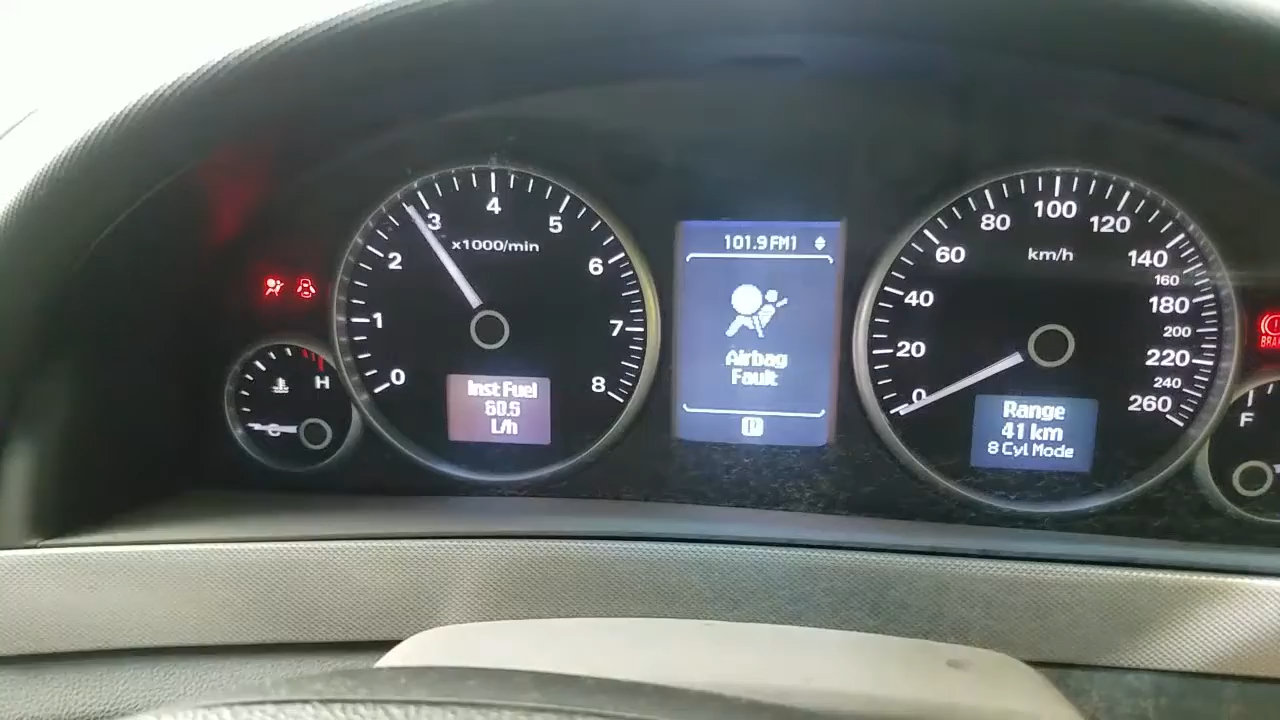 0
1
2
3
4
5
6
7
8
x1000/min
Inst Fuel
60.5
L/h
C
H
101.9 FM1
Airbag
Fault
P
0
20
40
60
80
100
120
140
160
180
200
220
240
260
km/h
Range
41 km
8 Cyl Mode
F